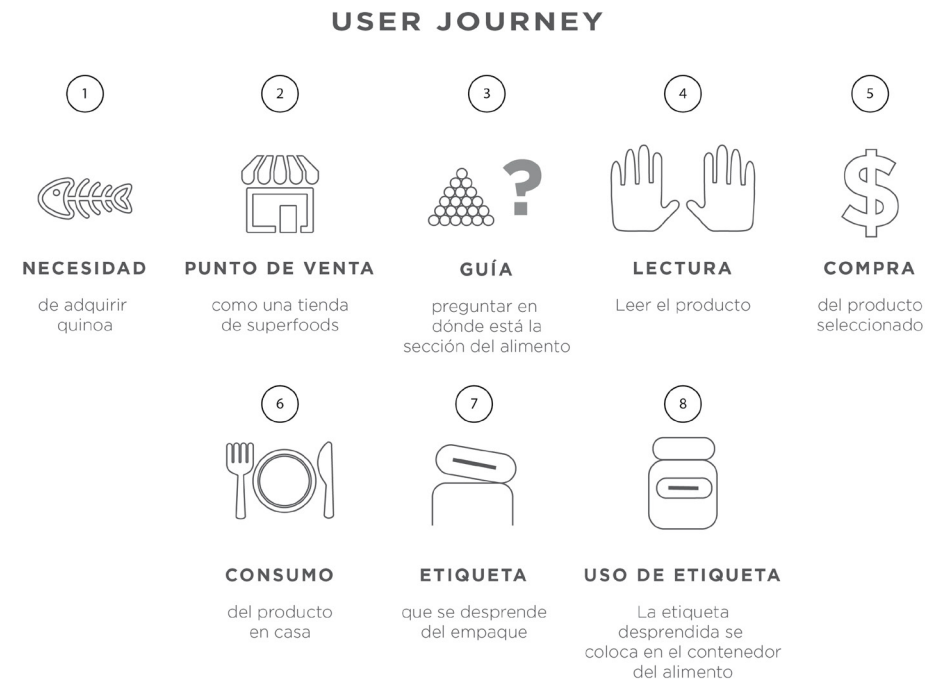 USER JOURNEY
1
2
3
4
5
?
$
NECESIDAD
de adquirir
quinoa
PUNTO DE VENTA
como una tienda
de superfoods
GUÍA
preguntar en
dónde está la
sección del alimento
LECTURA
Leer el producto
COMPRA
del producto
seleccionado
6
7
8
CONSUMO
del producto
en casa
ETIQUETA
que se desprende
del empaque
USO DE ETIQUETA
La etiqueta
desprendida se
coloca en el contenedor
del alimento